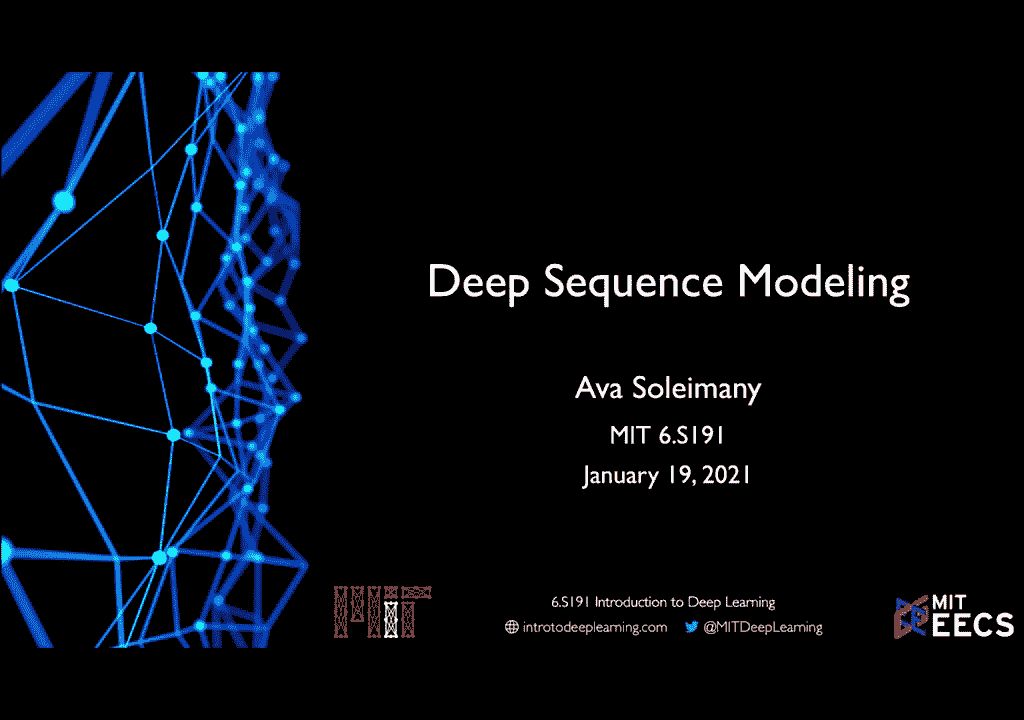 Deep Sequence Modeling
Ava Soleimany
MIT 6.S191
January 19, 2021
MIT
6.S191 Introduction to Deep Learning
introtodeeplearning.com @MITDeepLearning
MIT
EECS